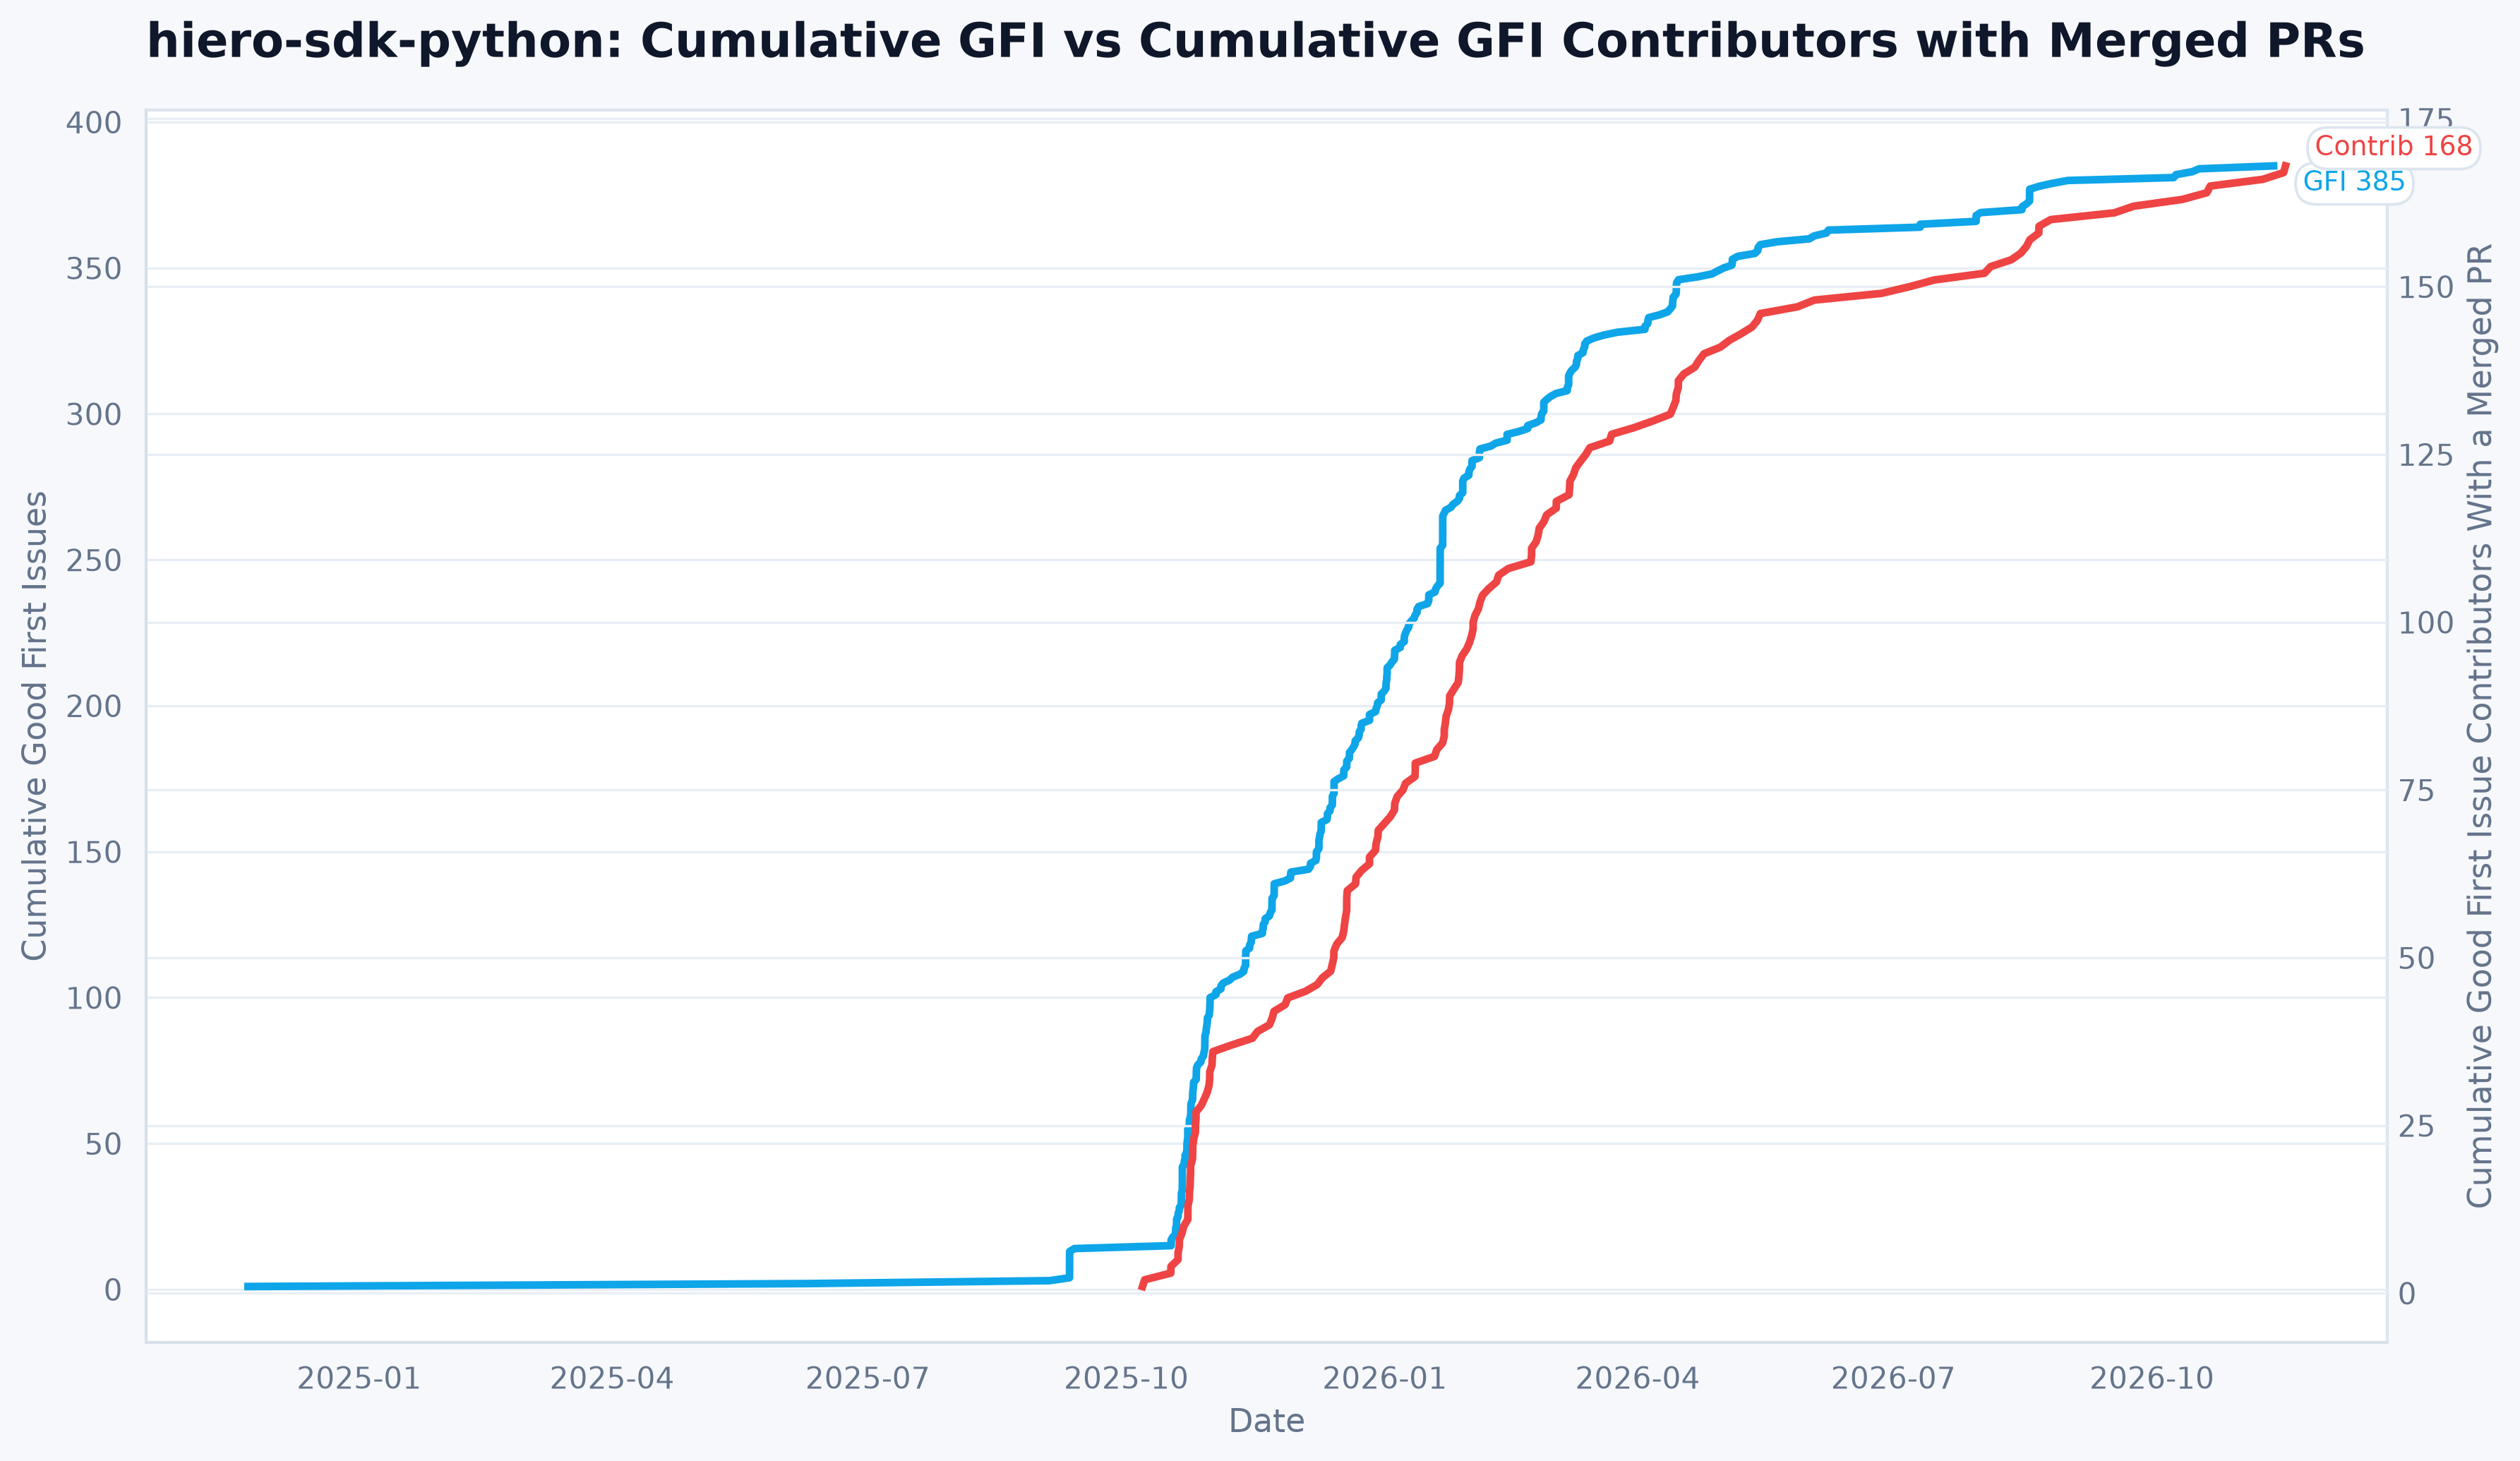 hiero-sdk-python: Cumulative GFI vs Cumulative GFI Contributors with Merged PRs
Cumulative Good First Issues
400
350
300
250
200
150
100
50
0
175
150
125
100
75
50
25
0
Cumulative Good First Issue Contributors With a Merged PR
Contrib 168
GFI 385
2025-01 2025-04 2025-07 2025-10 2026-01 2026-04 2026-07 2026-10
Date